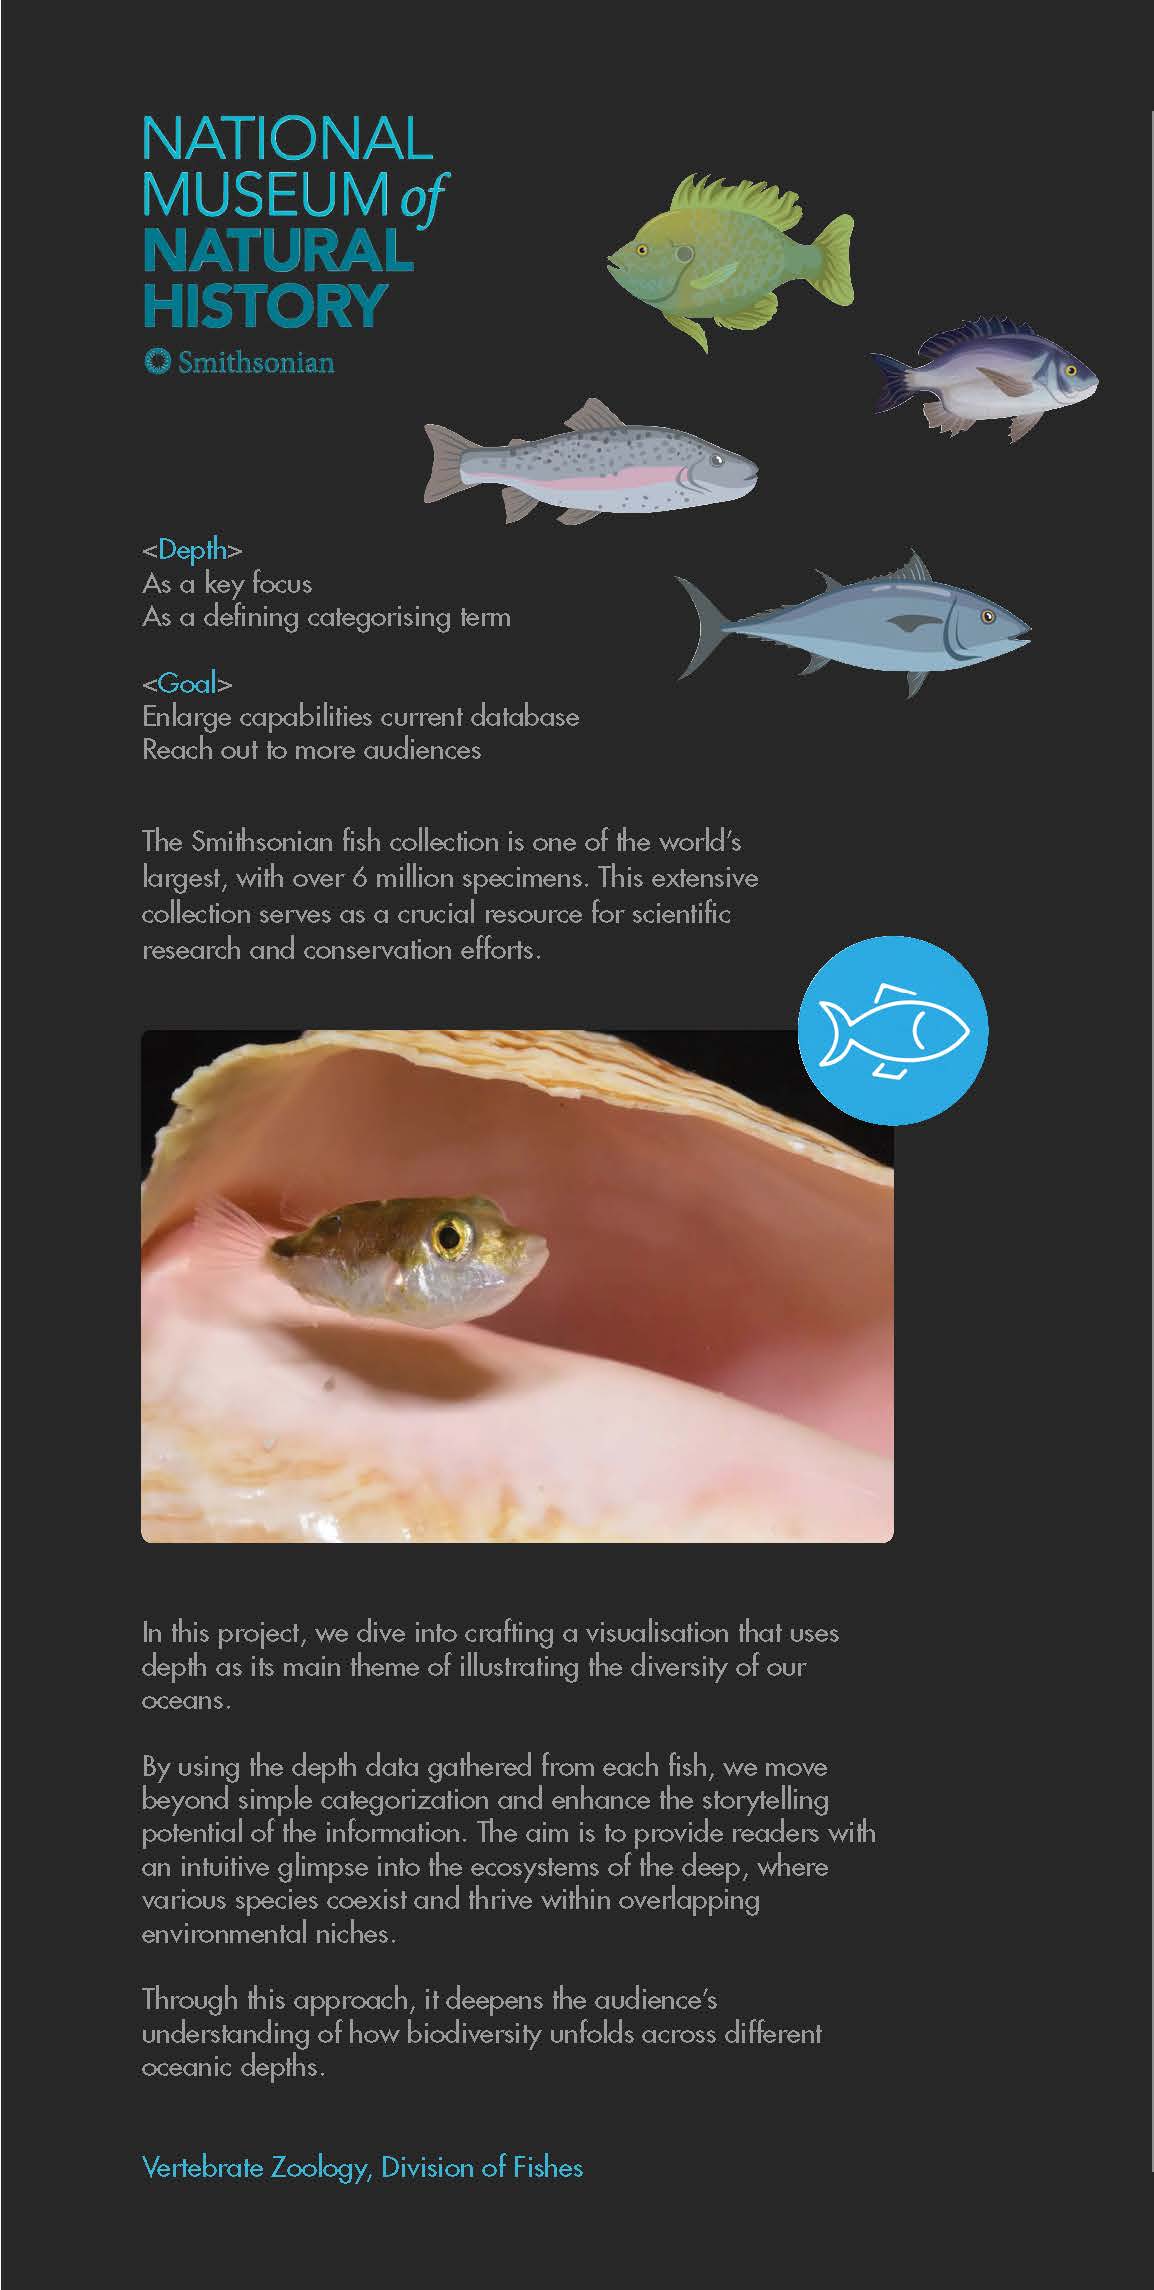 NATIONAL
MUSEUM of
NATURAL
HISTORY
Smithsonian
<Depth>
As a key focus
As a defining categorising term
<Goal>
Enlarge capabilities current database
Reach out to more audiences
The Smithsonian fish collection is one of the world's
largest, with over 6 million specimens. This extensive
collection serves as a crucial resource for scientific
research and conservation efforts.
In this project, we dive into crafting a visualisation that uses
depth as its main theme of illustrating the diversity of our
oceans.
By using the depth data gathered from each fish, we move
beyond simple categorization and enhance the storytelling
potential of the information. The aim is to provide readers with
an intuitive glimpse into the ecosystems of the deep, where
various species coexist and thrive within overlapping
environmental niches.
Through this approach, it deepens the audience's
understanding of how biodiversity unfolds across different
oceanic depths.
Vertebrate Zoology, Division of Fishes